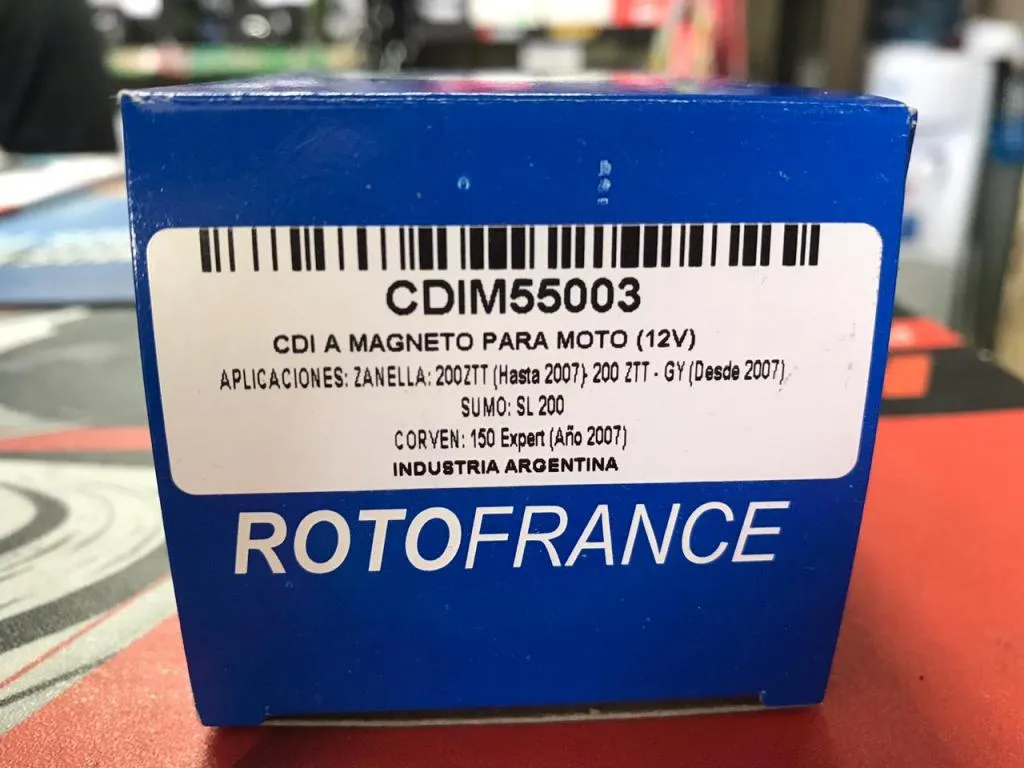 CDIM55003
CDI A MAGNETO PARA MOTO (12V)
APLICACIONES: ZANELLA: 200ZTT (Hasta 2007) 200 ZTT - GY (Desde 2007)
SUMO: SL 200
CORVEN: 150 Expert (Año 2007)
INDUSTRIA ARGENTINA
ROTOFRANCE